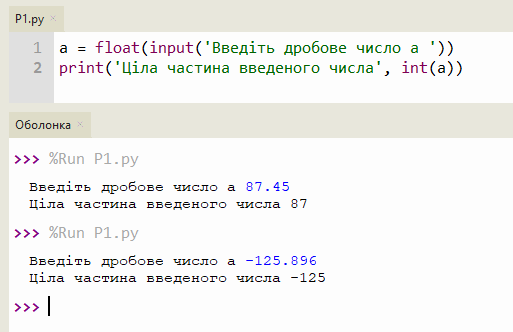 P1.py ×
1 a = float(input('Введіть дробове число a '))
2 print('Ціла частина введеного числа', int(a))
Оболонка ×
>>> %Run P1.py
Введіть дробове число a 87.45
Ціла частина введеного числа 87
>>> %Run P1.py
Введіть дробове число a -125.896
Ціла частина введеного числа -125
>>>